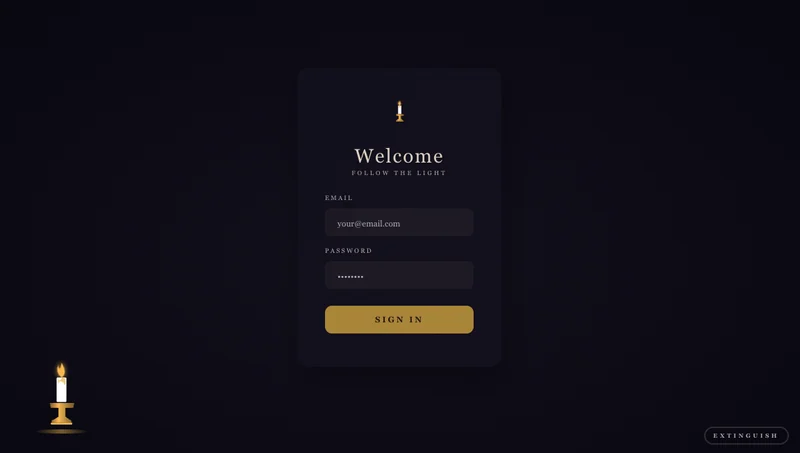 Welcome
FOLLOW THE LIGHT
EMAIL
your@email.com
PASSWORD
••••••••
SIGN IN
EXTINGUISH